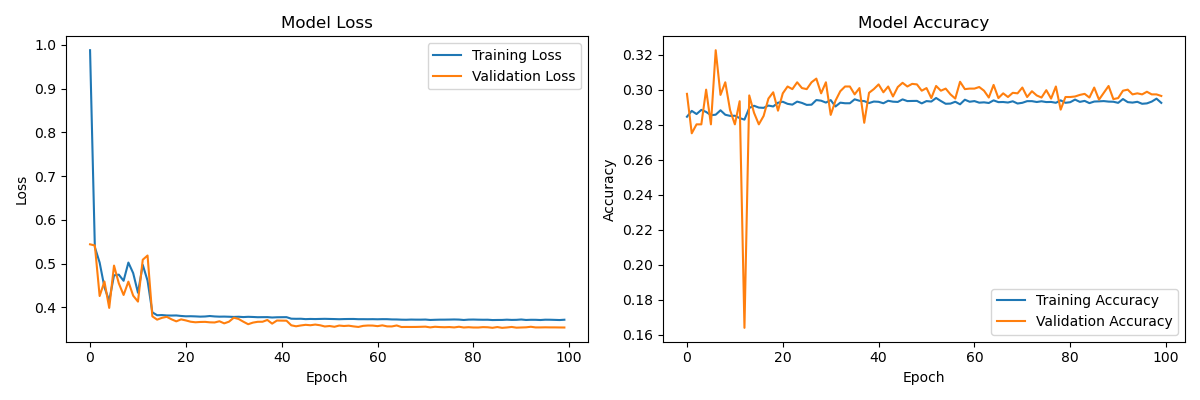 Model Loss
Loss
1.0
0.9
0.8
0.7
0.6
0.5
0.4
Training Loss
Validation Loss
0 20 40 60 80 100
Epoch
Model Accuracy
Accuracy
0.32
0.30
0.28
0.26
0.24
0.22
0.20
0.18
0.16
Training Accuracy
Validation Accuracy
0 20 40 60 80 100
Epoch